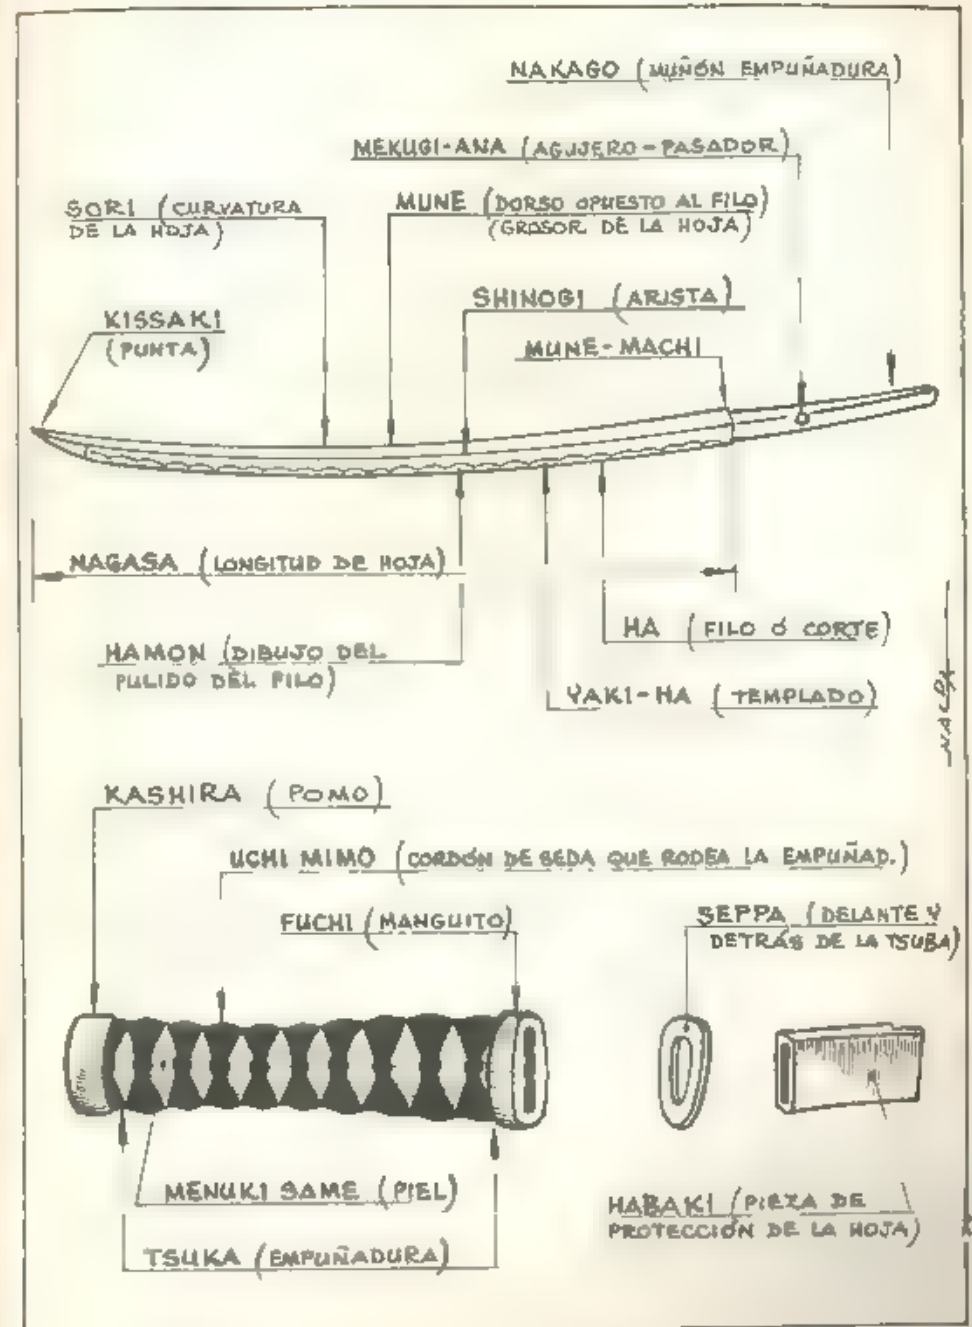 NAKAGO (MUÑÓN EMPUÑADURA)
MEKUGI-ANA (AGUJERO-PASADOR)
SORI (CURVATURA
DE LA HOJA)
MUNE (DORSO OPUESTO AL FILO)
(GROSOR DE LA HOJA)
SHINOGI (ARISTA)
KISSAKI
(PUNTA)
MUNE-MACHI
NAGASA (LONGITUD DE HOJA)
HA (FILO Ó CORTE)
HAMON (DIBUJO DEL
PULIDO DEL FILO)
YAKI-HA (TEMPLADO)
KASHIRA (POMO)
UCHI MIMO (CORDÓN DE SEDA QUE RODEA LA EMPUÑAD.)
FUCHI (MANGUITO)
SEPPA (DELANTE Y
DETRÁS DE LA TSUBA)
MENUKI SAME (PIEL)
HABAKI (PIEZA DE
PROTECCIÓN DE LA HOJA)
TSUKA (EMPUÑADURA)